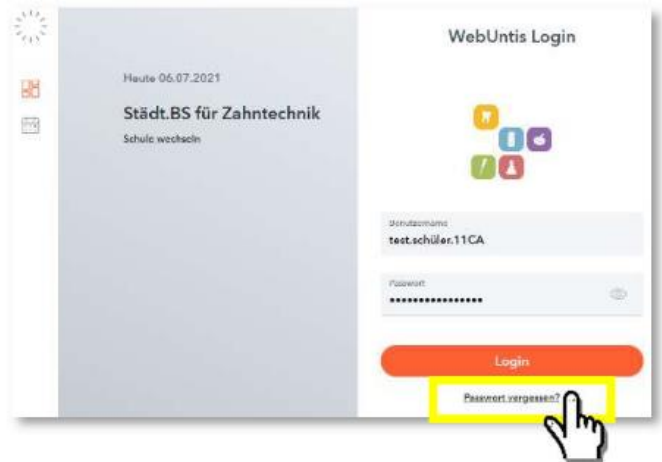 WebUntis Login
Heute 06.07.2021
Städt.BS für Zahntechnik
Schule wechseln
Benutzername
test.schüler.11CA
Passwort
••••••••••••••••
Login
Passwort vergessen?